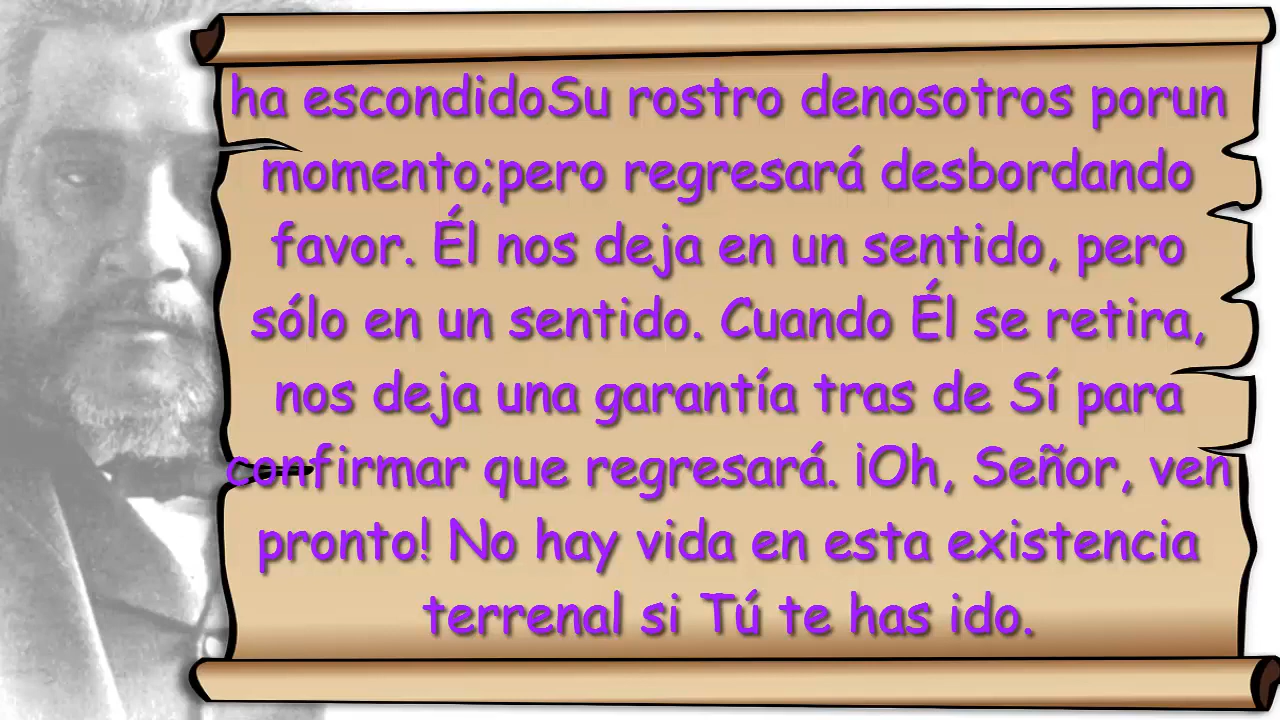 ha escondidoSu rostro denosotros porun
momento;pero regresará desbordando
favor. Él nos deja en un sentido, pero
sólo en un sentido. Cuando Él se retira,
nos deja una garantía tras de Sí para
confirmar que regresará. ¡Oh, Señor, ven
pronto! No hay vida en esta existencia
terrenal si Tú te has ido.